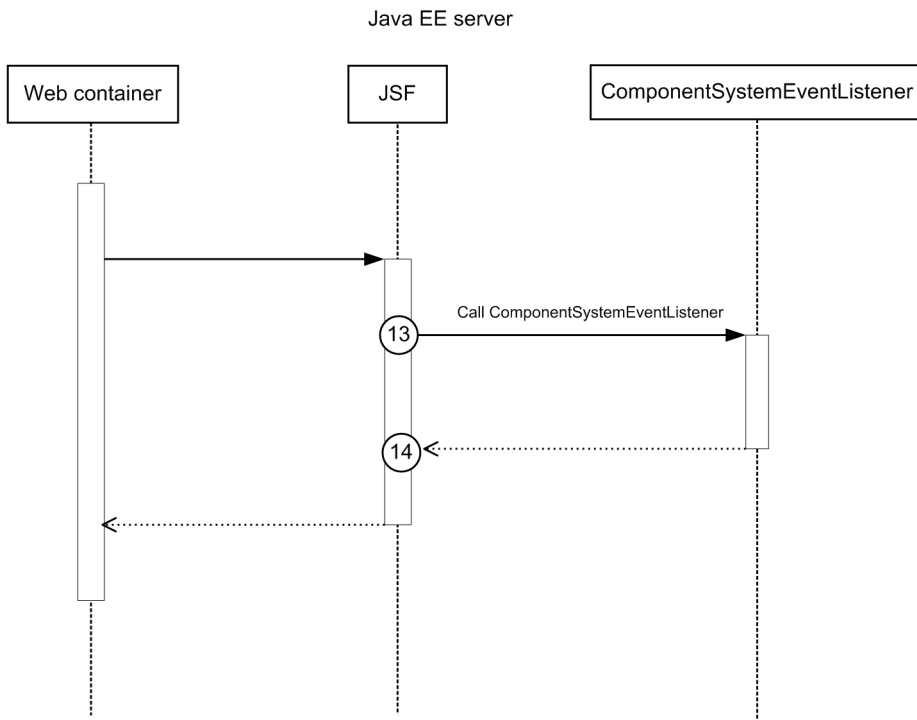 Java EE server
Web container
JSF
ComponentSystemEventListener
Call ComponentSystemEventListener
13
14